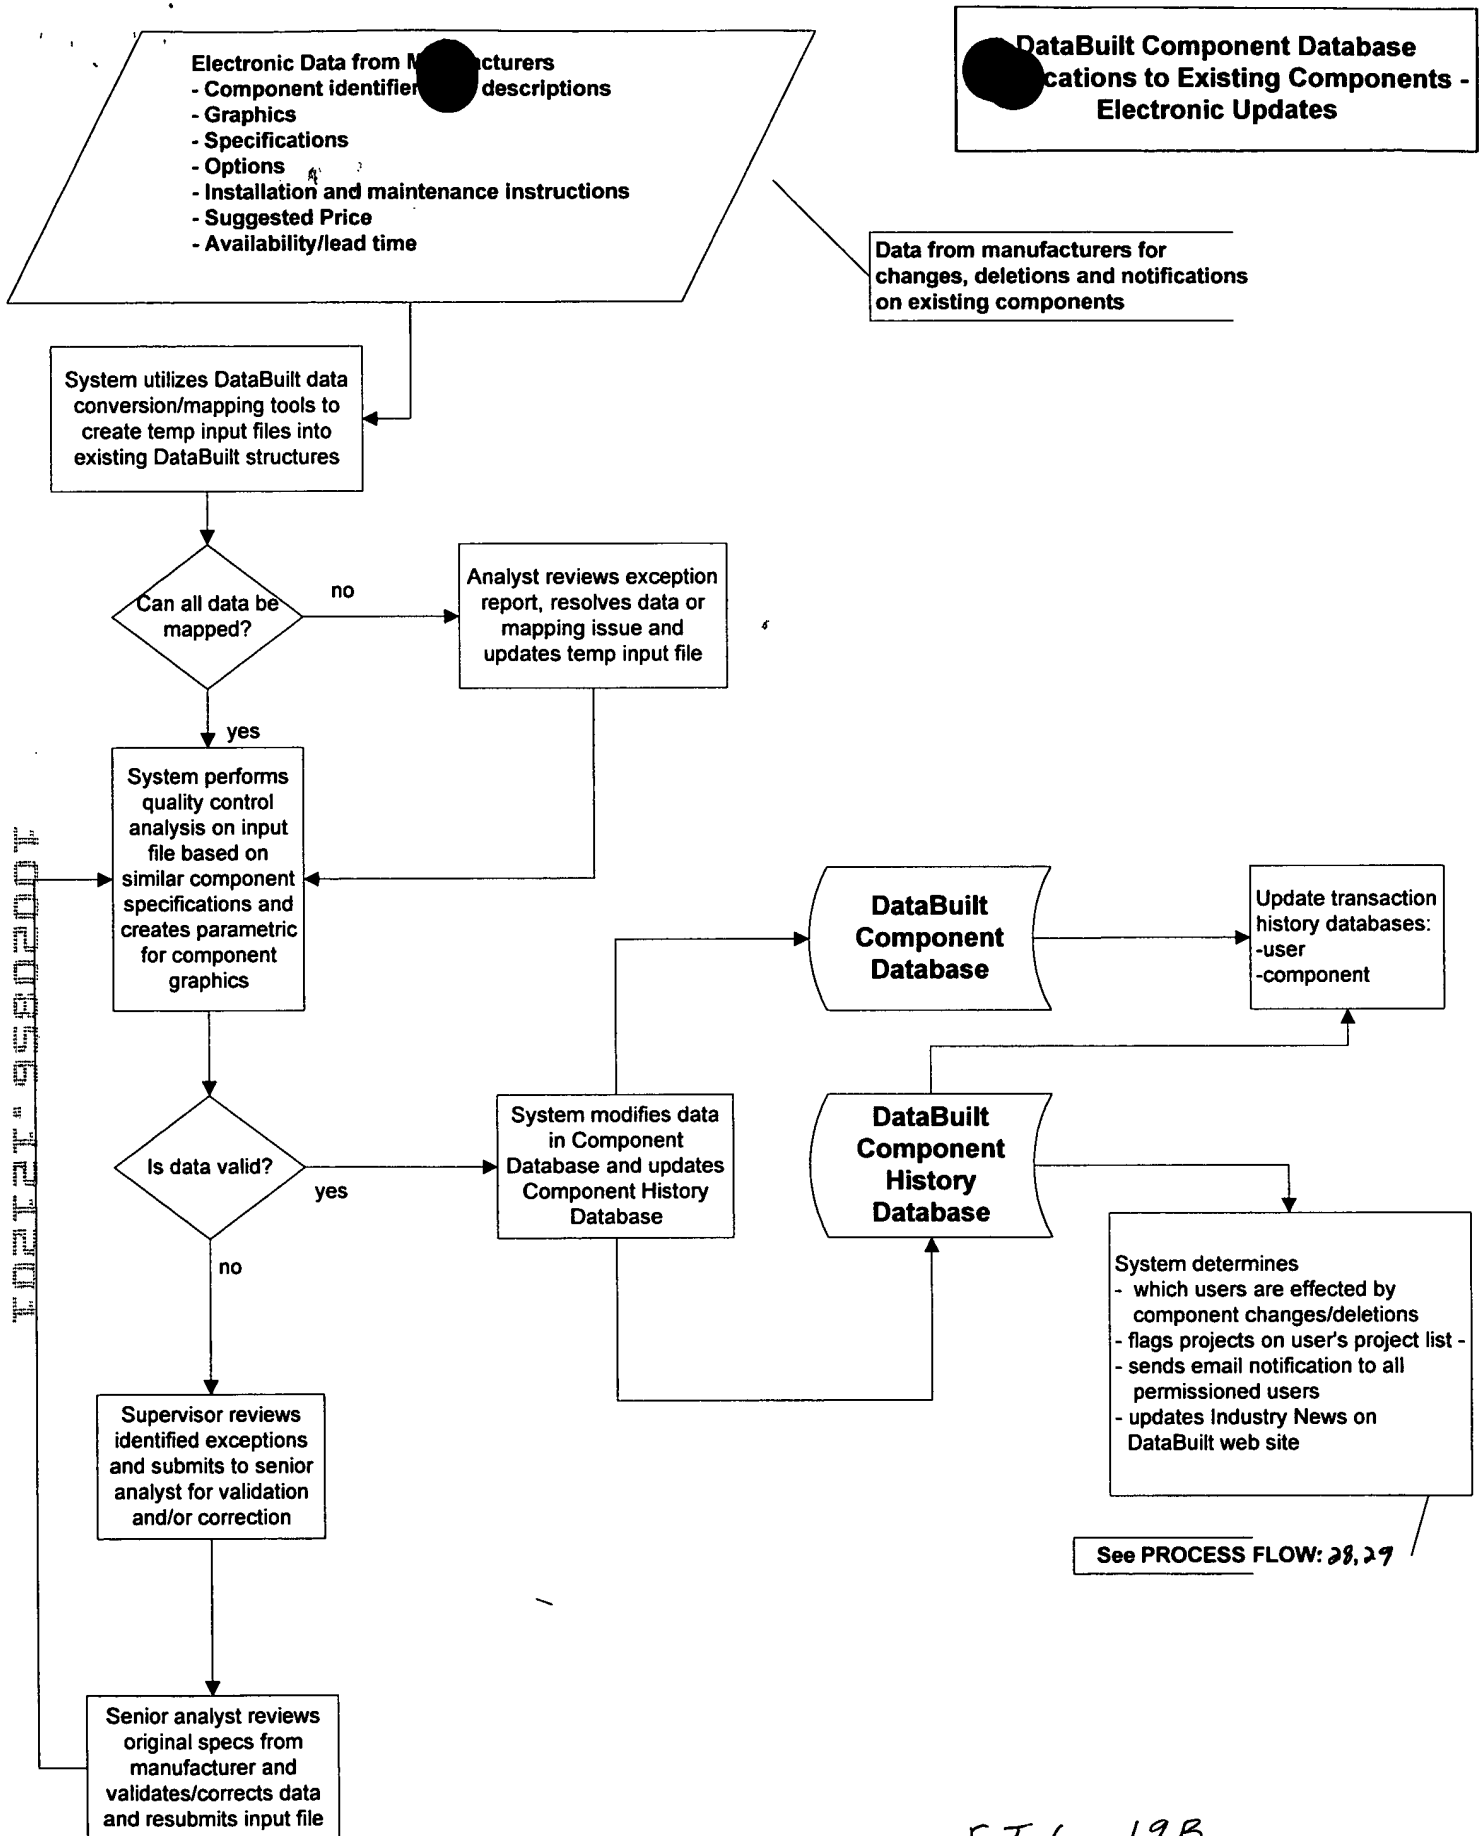 DataBuilt Component Database
cations to Existing Components -
Electronic Updates
Electronic Data from M cturers
- Component identifier descriptions
- Graphics
- Specifications
- Options
- Installation and maintenance instructions
- Suggested Price
- Availability/lead time
Data from manufacturers for
changes, deletions and notifications
on existing components
System utilizes DataBuilt data
conversion/mapping tools to
create temp input files into
existing DataBuilt structures
Can all data be
mapped?
no
Analyst reviews exception
report, resolves data or
mapping issue and
updates temp input file
yes
System performs
quality control
analysis on input
file based on
similar component
specifications and
creates parametric
for component
graphics
DataBuilt
Component
Database
Update transaction
history databases:
-user
-component
Is data valid?
yes
System modifies data
in Component
Database and updates
Component History
Database
DataBuilt
Component
History
Database
no
System determines
- which users are effected by
component changes/deletions
- flags projects on user's project list -
- sends email notification to all
permissioned users
- updates Industry News on
DataBuilt web site
Supervisor reviews
identified exceptions
and submits to senior
analyst for validation
and/or correction
See PROCESS FLOW: 28, 29
Senior analyst reviews
original specs from
manufacturer and
validates/corrects data
and resubmits input file
FIG. 19B